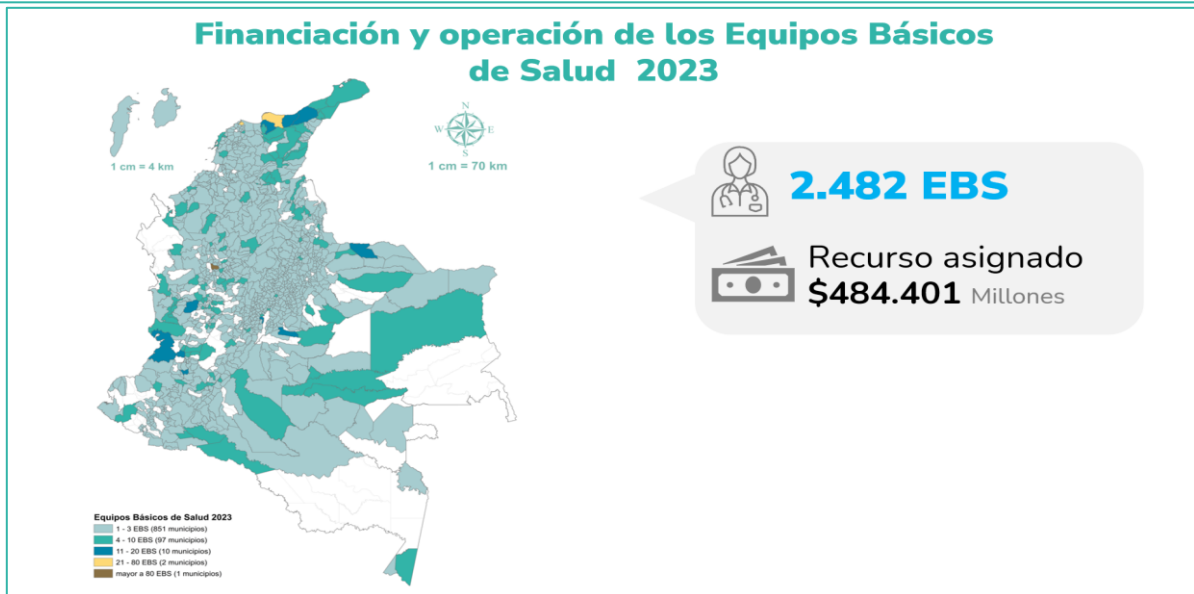 Financiación y operación de los Equipos Básicos
de Salud 2023
N
W E
S
1 cm = 4 km
1 cm = 70 km
2.482 EBS
Recurso asignado
$484.401 Millones
Equipos Básicos de Salud 2023
1 - 3 EBS (851 municipios)
4 - 10 EBS (97 municipios)
11 - 20 EBS (10 municipios)
21 - 80 EBS (2 municipios)
mayor a 80 EBS (1 municipios)